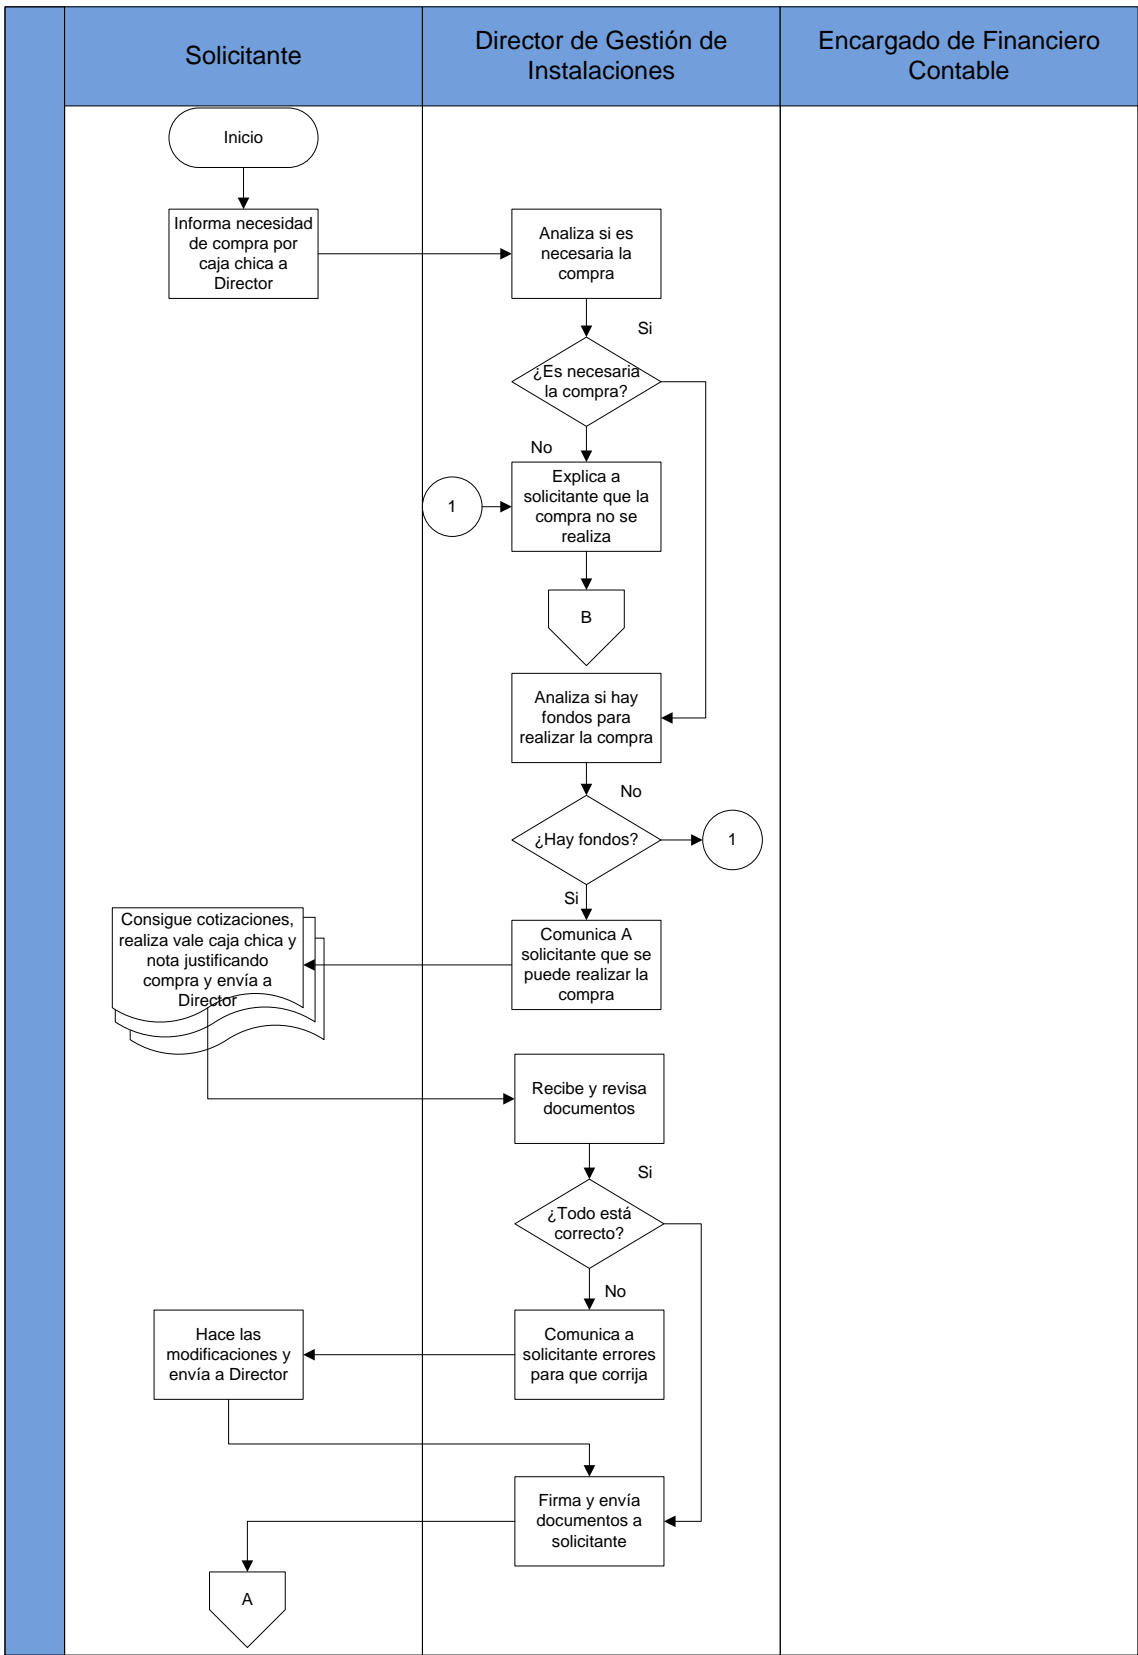 Solicitante
Director de Gestión de
Instalaciones
Encargado de Financiero
Contable
Inicio
Informa necesidad
de compra por
caja chica a
Director
Analiza si es
necesaria la
compra
Si
¿Es necesaria
la compra?
No
Explica a
solicitante que la
compra no se
realiza
1
B
Analiza si hay
fondos para
realizar la compra
No
¿Hay fondos?
1
Si
Comunica A
solicitante que se
puede realizar la
compra
Consigue cotizaciones,
realiza vale caja chica y
nota justificando
compra y envía a
Director
Recibe y revisa
documentos
Si
¿Todo está
correcto?
No
Comunica a
solicitante errores
para que corrija
Hace las
modificaciones y
envía a Director
Firma y envía
documentos a
solicitante
A